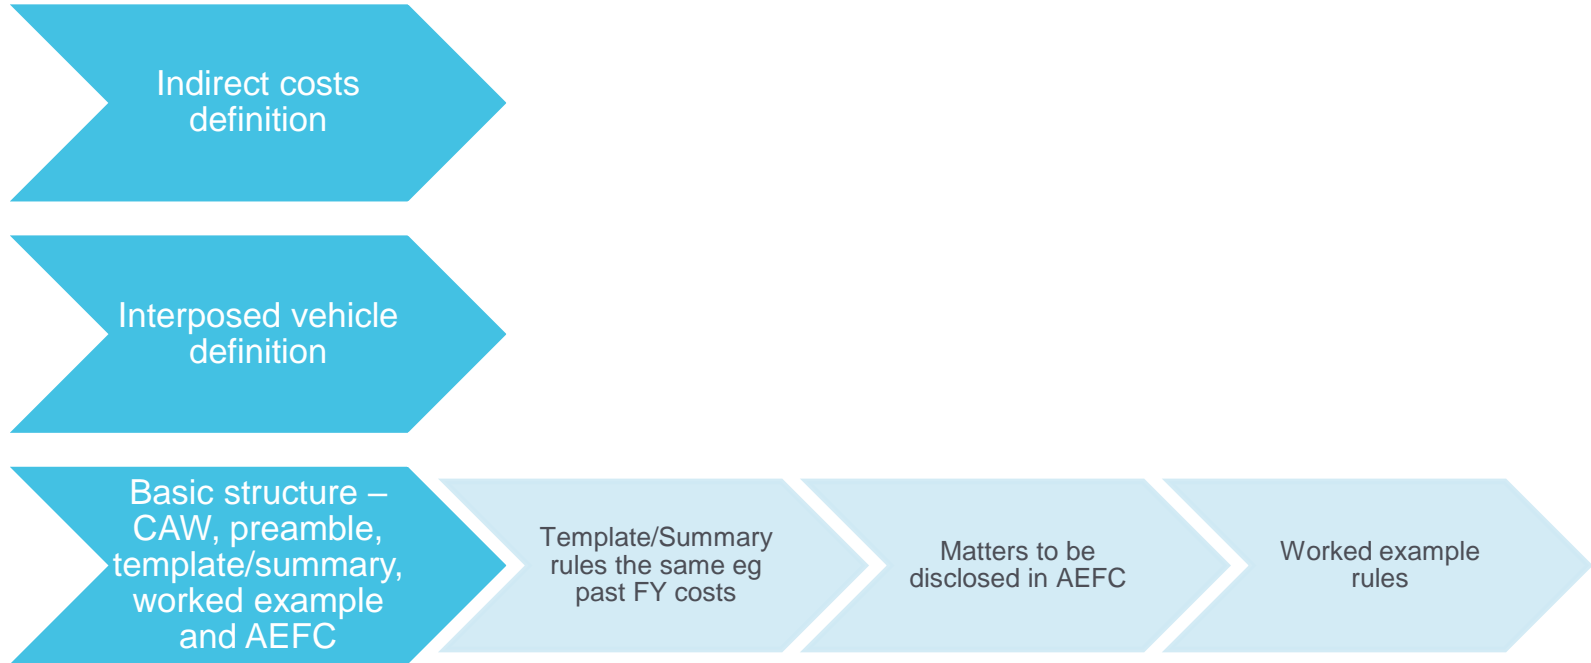 Indirect costs
definition
Interposed vehicle
definition
Basic structure –
CAW, preamble,
template/summary,
worked example
and AEFC
Template/Summary
rules the same eg
past FY costs
Matters to be
disclosed in AEFC
Worked example
rules